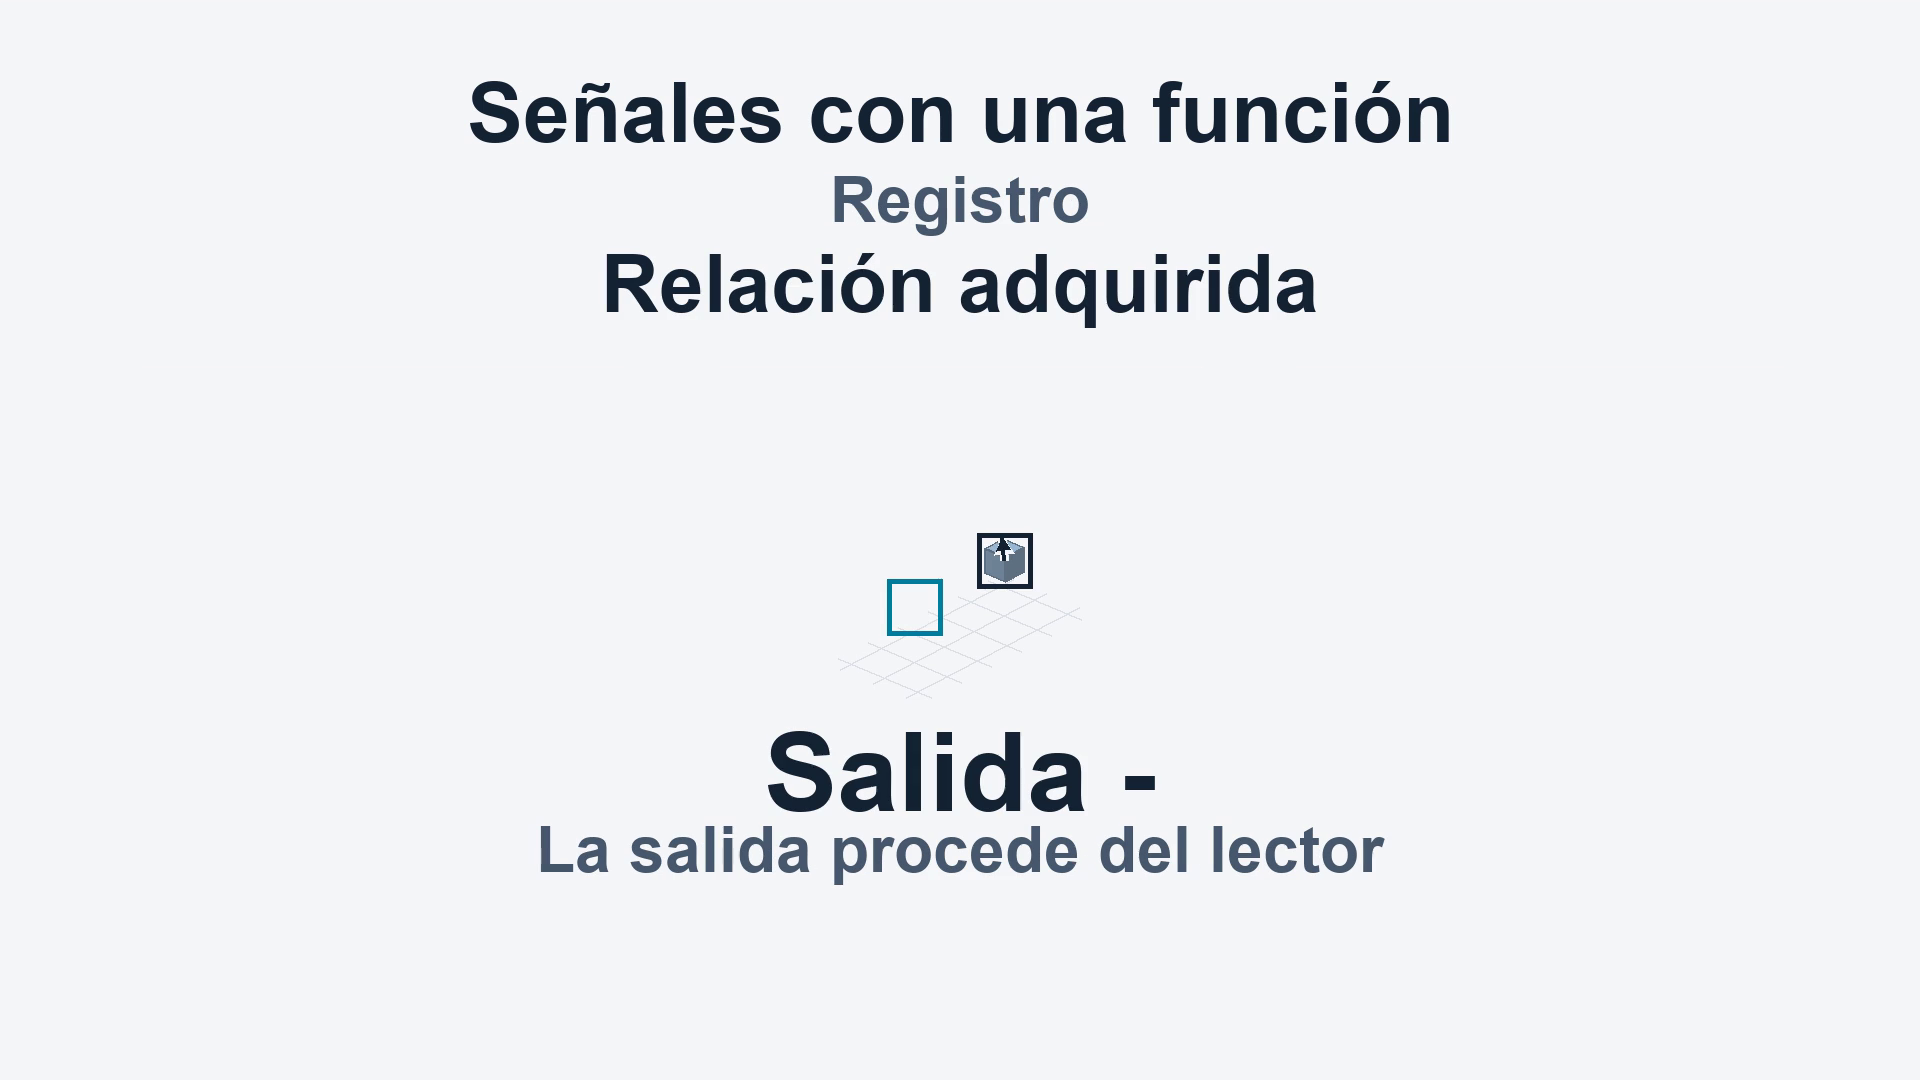 Señales con una función
Registro
Relación adquirida
Salida -
La salida procede del lector